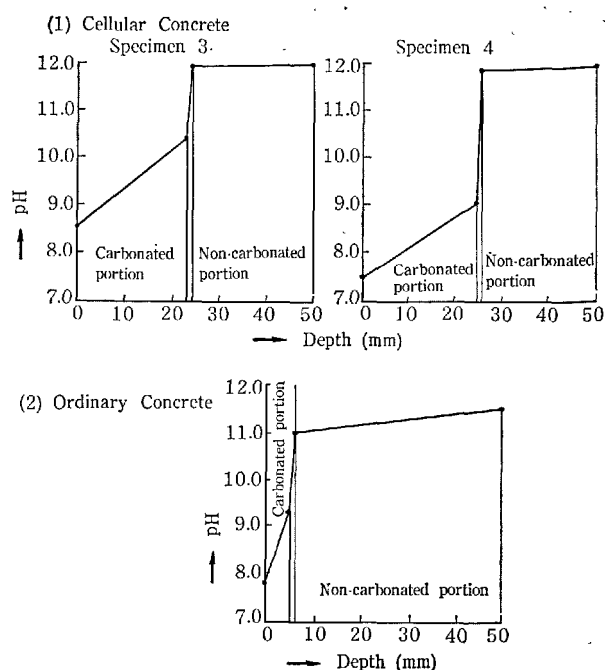 (1) Cellular Concrete
Specimen 3.
12.0
11.0
10.0
9.0
8.0
7.0
pH
Carbonated
portion
Non-carbonated
portion
0 10 20 30 40 50
Specimen 4
12.0
11.0
10.0
9.0
8.0
7.0
Carbonated
portion
Non-carbonated
portion
0 10 20 30 40 50
Depth (mm)
(2) Ordinary Concrete
12.0
11.0
9.0
8.0
7.0
pH
Carbonated portion
Non-carbonated portion
0 10 20 30 40 50
Depth (mm)